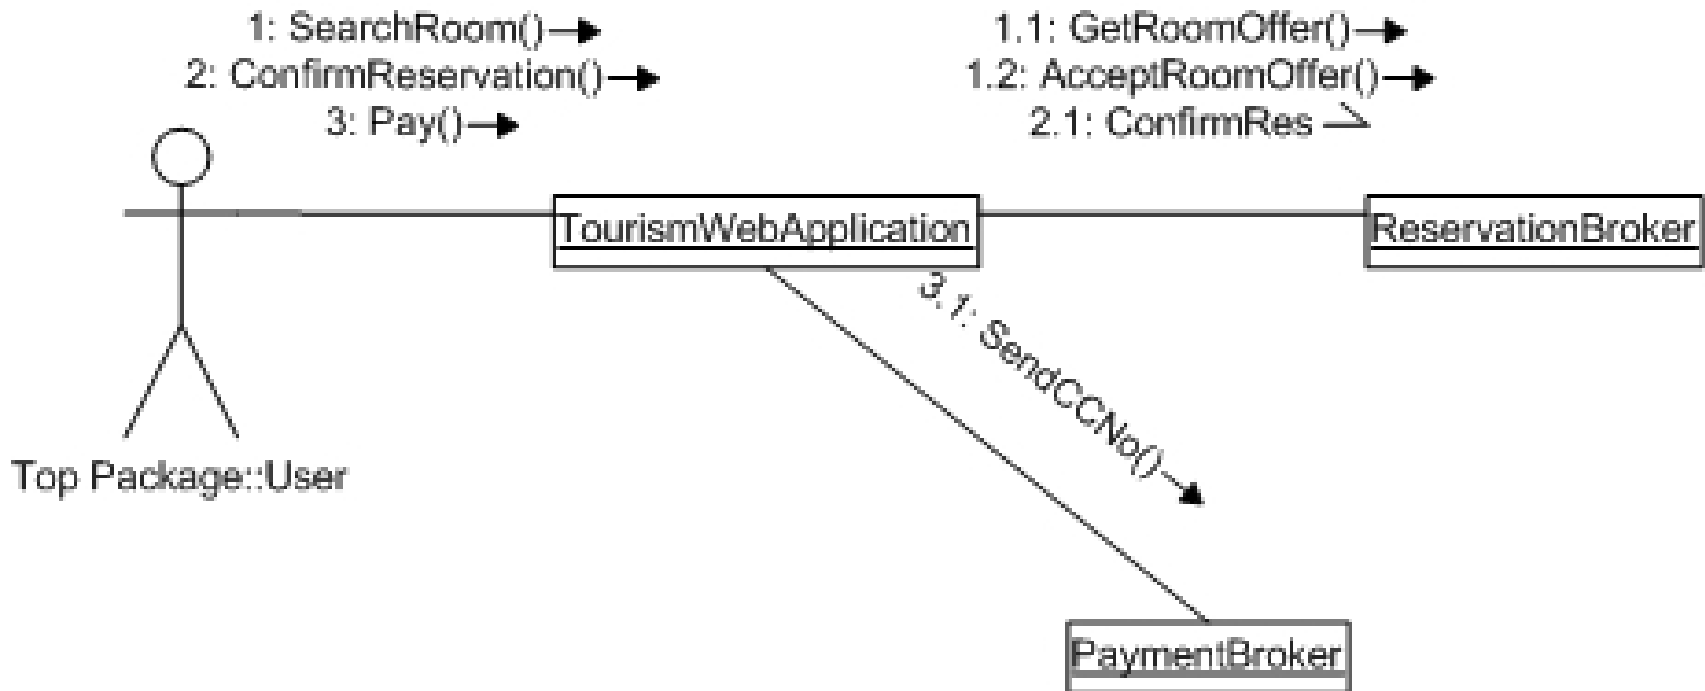 1: SearchRoom()
2: ConfirmReservation()
3: Pay()
1.1: GetRoomOffer()
1.2: AcceptRoomOffer()
2.1: ConfirmRes
TourismWebApplication
ReservationBroker
3.1: SendCCNo()
Top Package::User
PaymentBroker